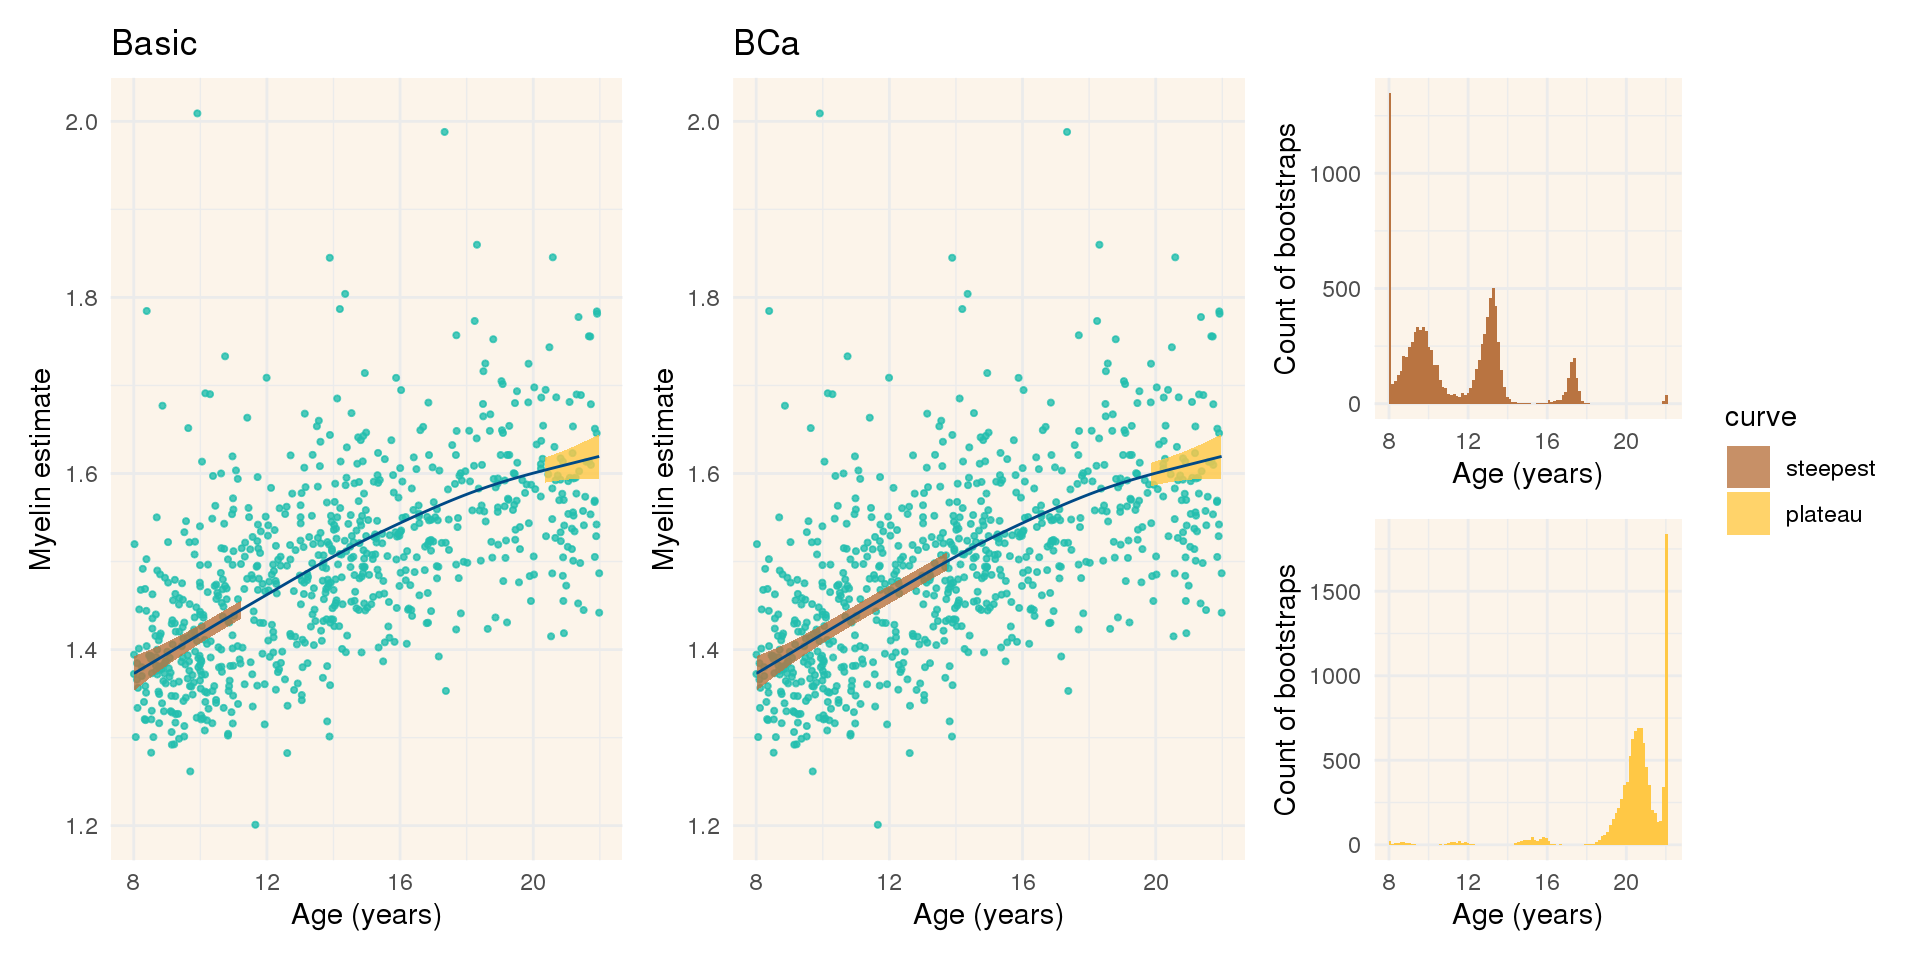 Basic
Myelin estimate
2.0
1.8
1.6
1.4
1.2
8 12 16 20
Age (years)
BCa
Myelin estimate
2.0
1.8
1.6
1.4
1.2
8 12 16 20
Age (years)
Count of bootstraps
1000
500
0
8 12 16 20
Age (years)
Count of bootstraps
1500
1000
500
0
8 12 16 20
Age (years)
curve
steepest
plateau